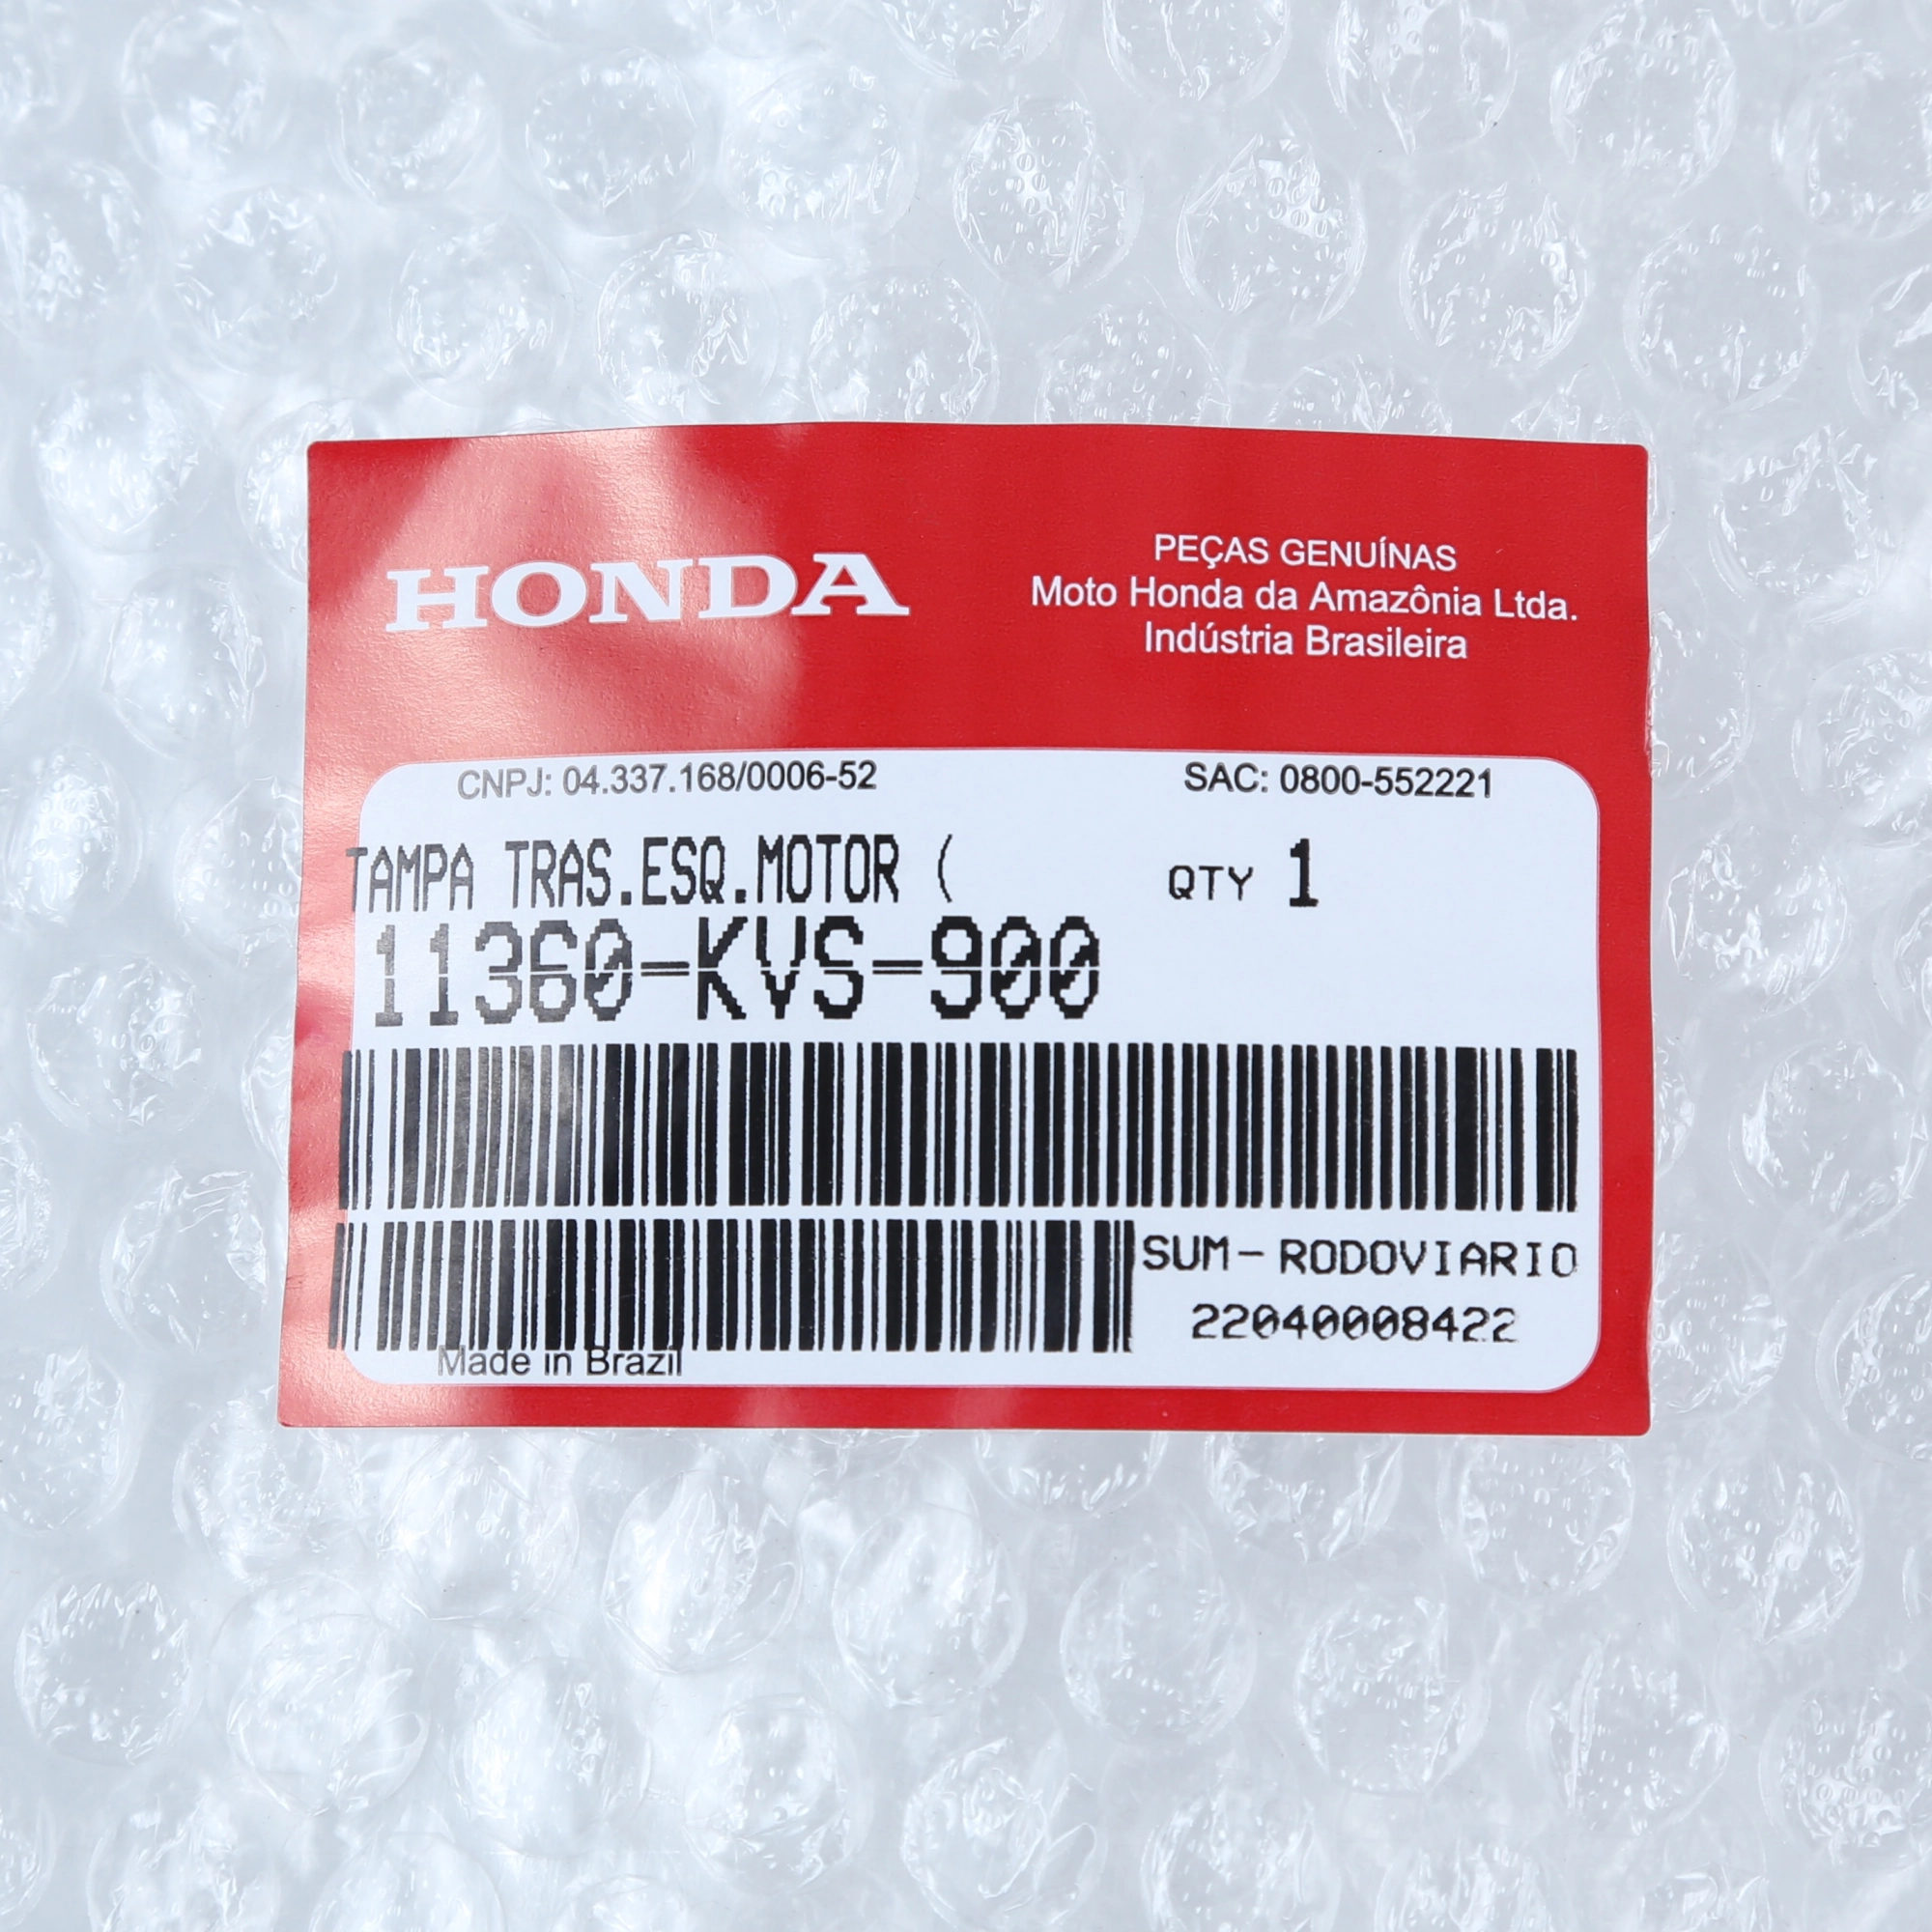 HONDA
PEÇAS GENUÍNAS
Moto Honda da Amazônia Ltda.
Indústria Brasileira
CNPJ: 04.337.168/0006-52
SAC: 0800-552221
TAMPA TRAS.ESQ.MOTOR (
QTY 1
11360-KVS-900
SUM-RODOVIARIO
22040008422
Made in Brazil